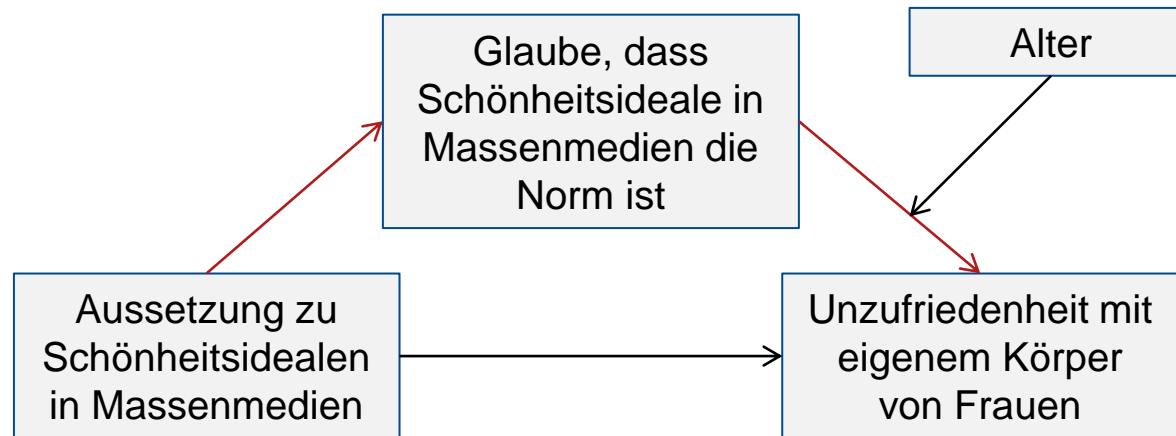 Glaube, dass
Schönheitsideale in
Massenmedien die
Norm ist
Alter
Aussetzung zu
Schönheitsidealen
in Massenmedien
Unzufriedenheit mit
eigenem Körper
von Frauen